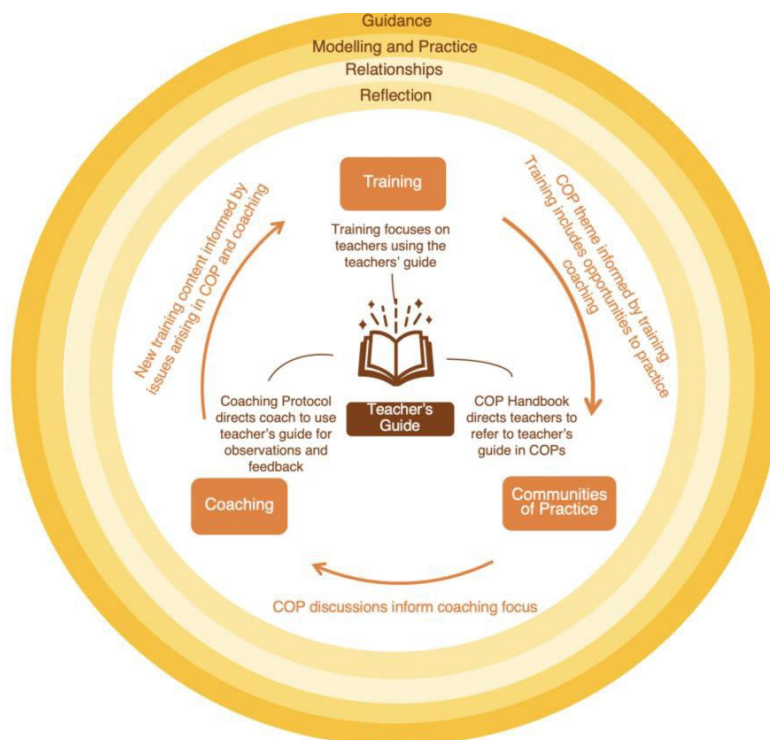 Guidance
Modelling and Practice
Relationships
Reflection
Training
Training focuses on
teachers using the
teachers' guide
COP theme informed by training
Training includes opportunities to practice
coaching
New training content informed by
issues arising in COP and coaching
Teacher's
Guide
Coaching Protocol
directs coach to use
teacher's guide for
observations and
feedback
COP Handbook
directs teachers to
refer to teacher's
guide in COPs
Coaching
Communities
of Practice
COP discussions inform coaching focus